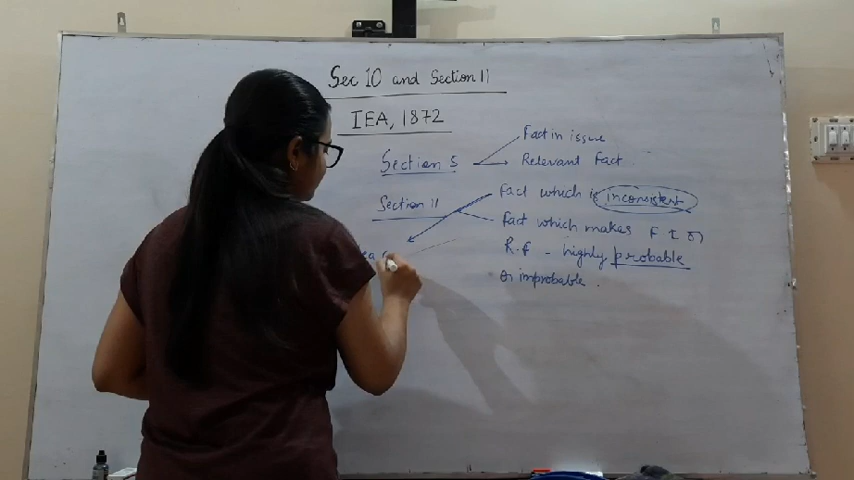 Sec 10 and Section 11
IEA, 1872
Section 5
Fact in issue
Relevant Fact
Section 11
Fact which is inconsistent
Fact which makes F I or
R.f - highly probable
or improbable.